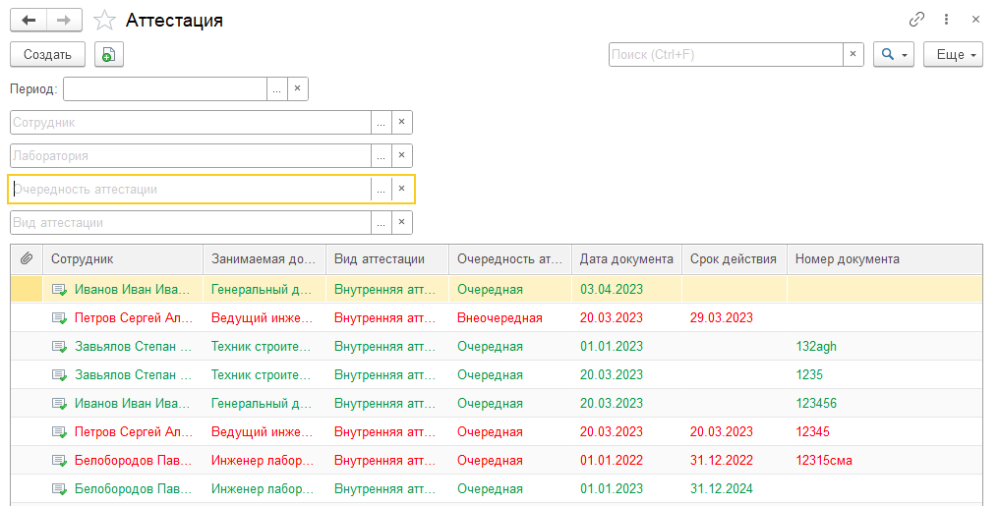 Аттестация
Создать Поиск (Ctrl+F) × Еще
Период: ... ×
Сотрудник ... ×
Лаборатория ... ×
Очередность аттестации ... ×
Вид аттестации ... ×
Сотрудник Занимаемая до... Вид аттестации Очередность ат... Дата документа Срок действия Номер документа
Иванов Иван Ива... Генеральный д... Внутренняя атт... Очередная 03.04.2023
Петров Сергей Ал... Ведущий инже... Внутренняя атт... Внеочередная 20.03.2023 29.03.2023
Завьялов Степан ... Техник строите... Внутренняя атт... Очередная 01.01.2023 132agh
Завьялов Степан ... Техник строите... Внутренняя атт... Очередная 20.03.2023 1235
Иванов Иван Ива... Генеральный д... Внутренняя атт... Очередная 20.03.2023 123456
Петров Сергей Ал... Ведущий инже... Внутренняя атт... Очередная 20.03.2023 20.03.2023 12345
Белобородов Пав... Инженер лабор... Внутренняя атт... Очередная 01.01.2022 31.12.2022 12315сма
Белобородов Пав... Инженер лабор... Внутренняя атт... Очередная 01.01.2023 31.12.2024